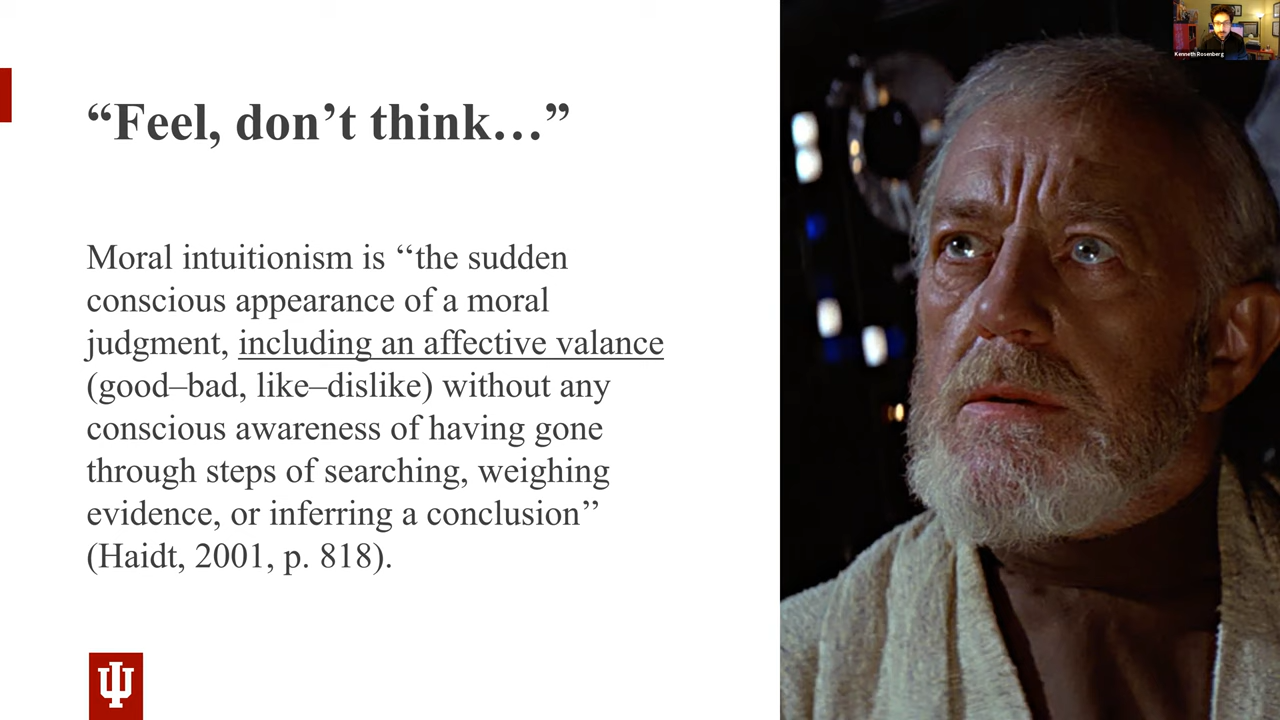 “Feel, don’t think…”
Moral intuitionism is ‘‘the sudden
conscious appearance of a moral
judgment, including an affective valance
(good–bad, like–dislike) without any
conscious awareness of having gone
through steps of searching, weighing
evidence, or inferring a conclusion’’
(Haidt, 2001, p. 818).
Kenneth Rosenberg